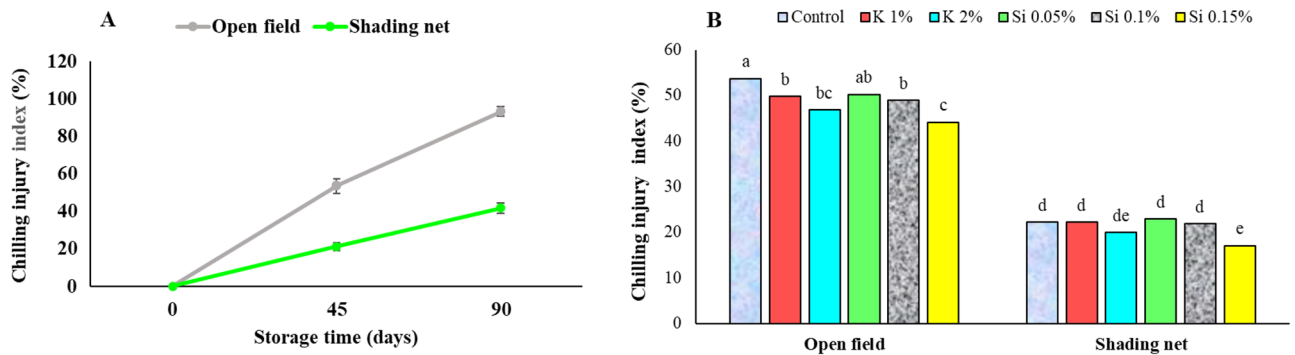 A
Open field
Shading net
Chilling injury index (%)
120
100
80
60
40
20
0
0 45 90
Storage time (days)
B
Control K 1% K 2% Si 0.05% Si 0.1% Si 0.15%
Chilling injury index (%)
60
50
40
30
20
10
0
a b bc ab b c
d d de d d e
Open field Shading net